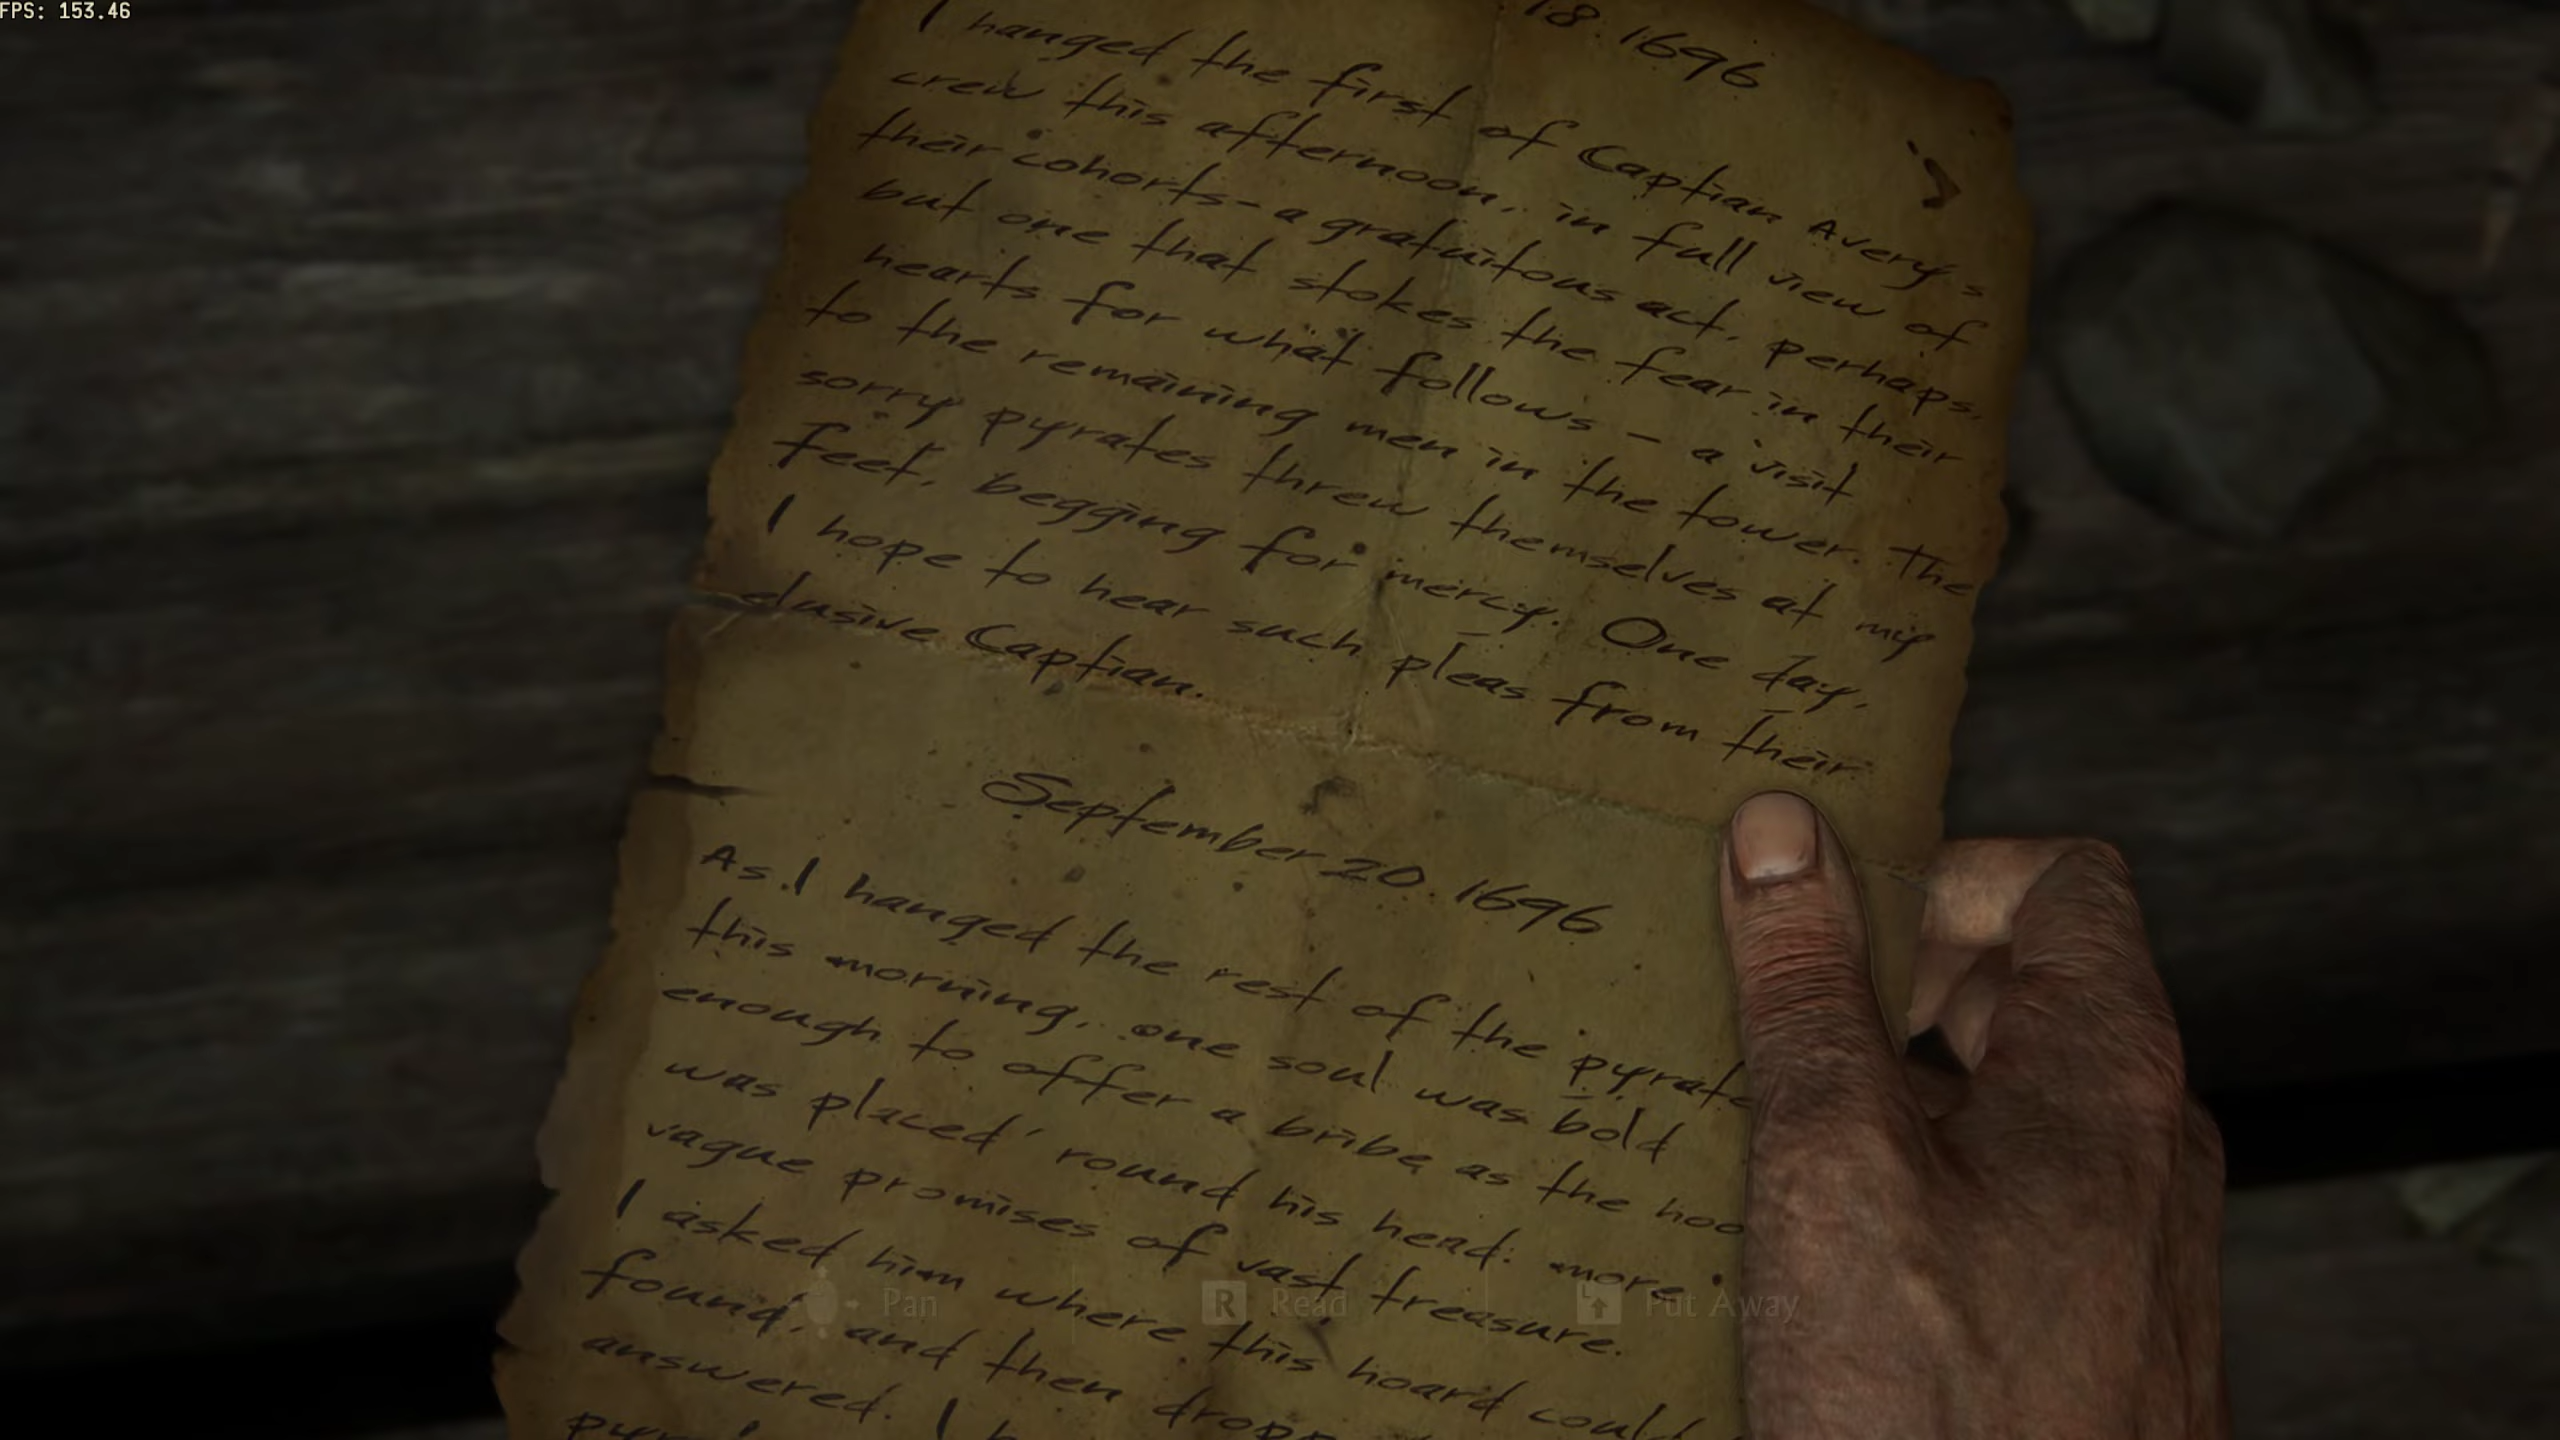 FPS: 153.46
18. 1696
I hanged the first of Captian Avery's
crew this afternoon, in full view of
their cohorts - a gratuitous act, perhaps,
but one that stokes the fear in their
hearts for what follows - a visit
to the remaining men in the tower. The
sorry pyrates threw themselves at my
feet, begging for mercy. One day,
I hope to hear such pleas from their
elusive Captian.
September 20. 1696
As I hanged the rest of the pyrate
this morning, one soul was bold
enough to offer a bribe as the hoo
was placed 'round his head: more
vague promises of vast treasure.
I asked him where this hoard could
found, and then dropp
answered. I
Pan
R Read
Put Away